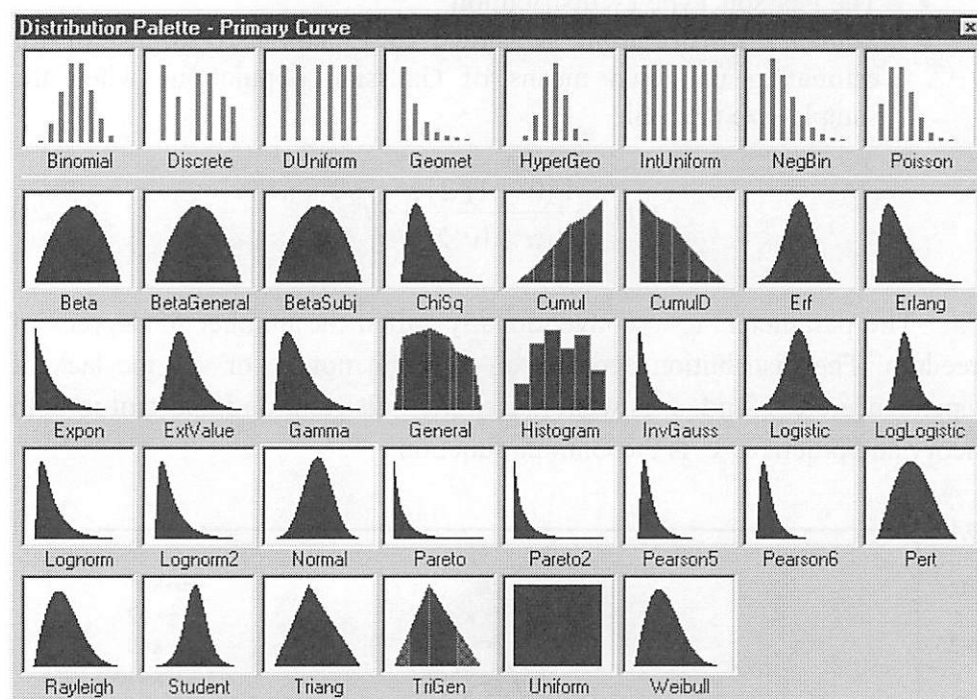 Distribution Palette - Primary Curve
Binomial Discrete DUniform Geomet HyperGeo IntUniform NegBin Poisson
Beta BetaGeneral BetaSubj ChiSq Cumul CumulD Erf Erlang
Expon ExtValue Gamma General Histogram InvGauss Logistic LogLogistic
Lognorm Lognorm2 Normal Pareto Pareto2 Pearson5 Pearson6 Pert
Rayleigh Student Triang TriGen Uniform Weibull